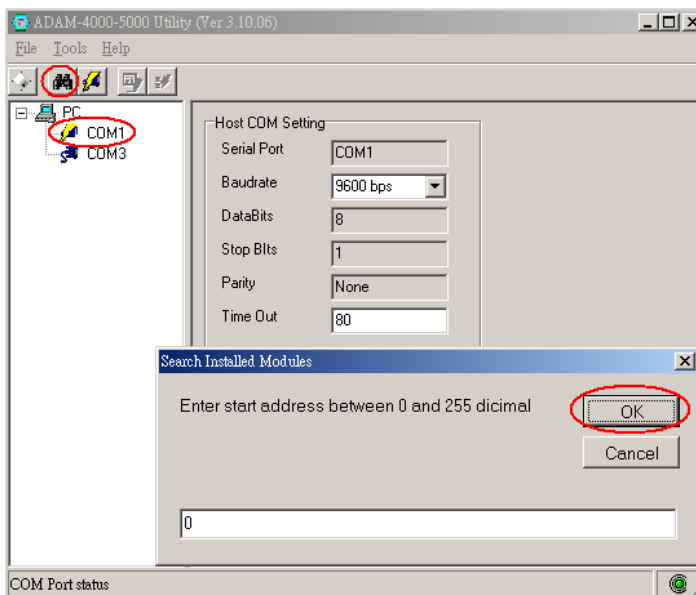 ADAM-4000-5000 Utility (Ver 3.10.06)
File Tools Help
PC
COM1
COM3
Host COM Setting
Serial Port COM1
Baudrate 9600 bps
DataBits 8
Stop BIts 1
Parity None
Time Out 80
Search Installed Modules
Enter start address between 0 and 255 dicimal
OK
Cancel
0
COM Port status